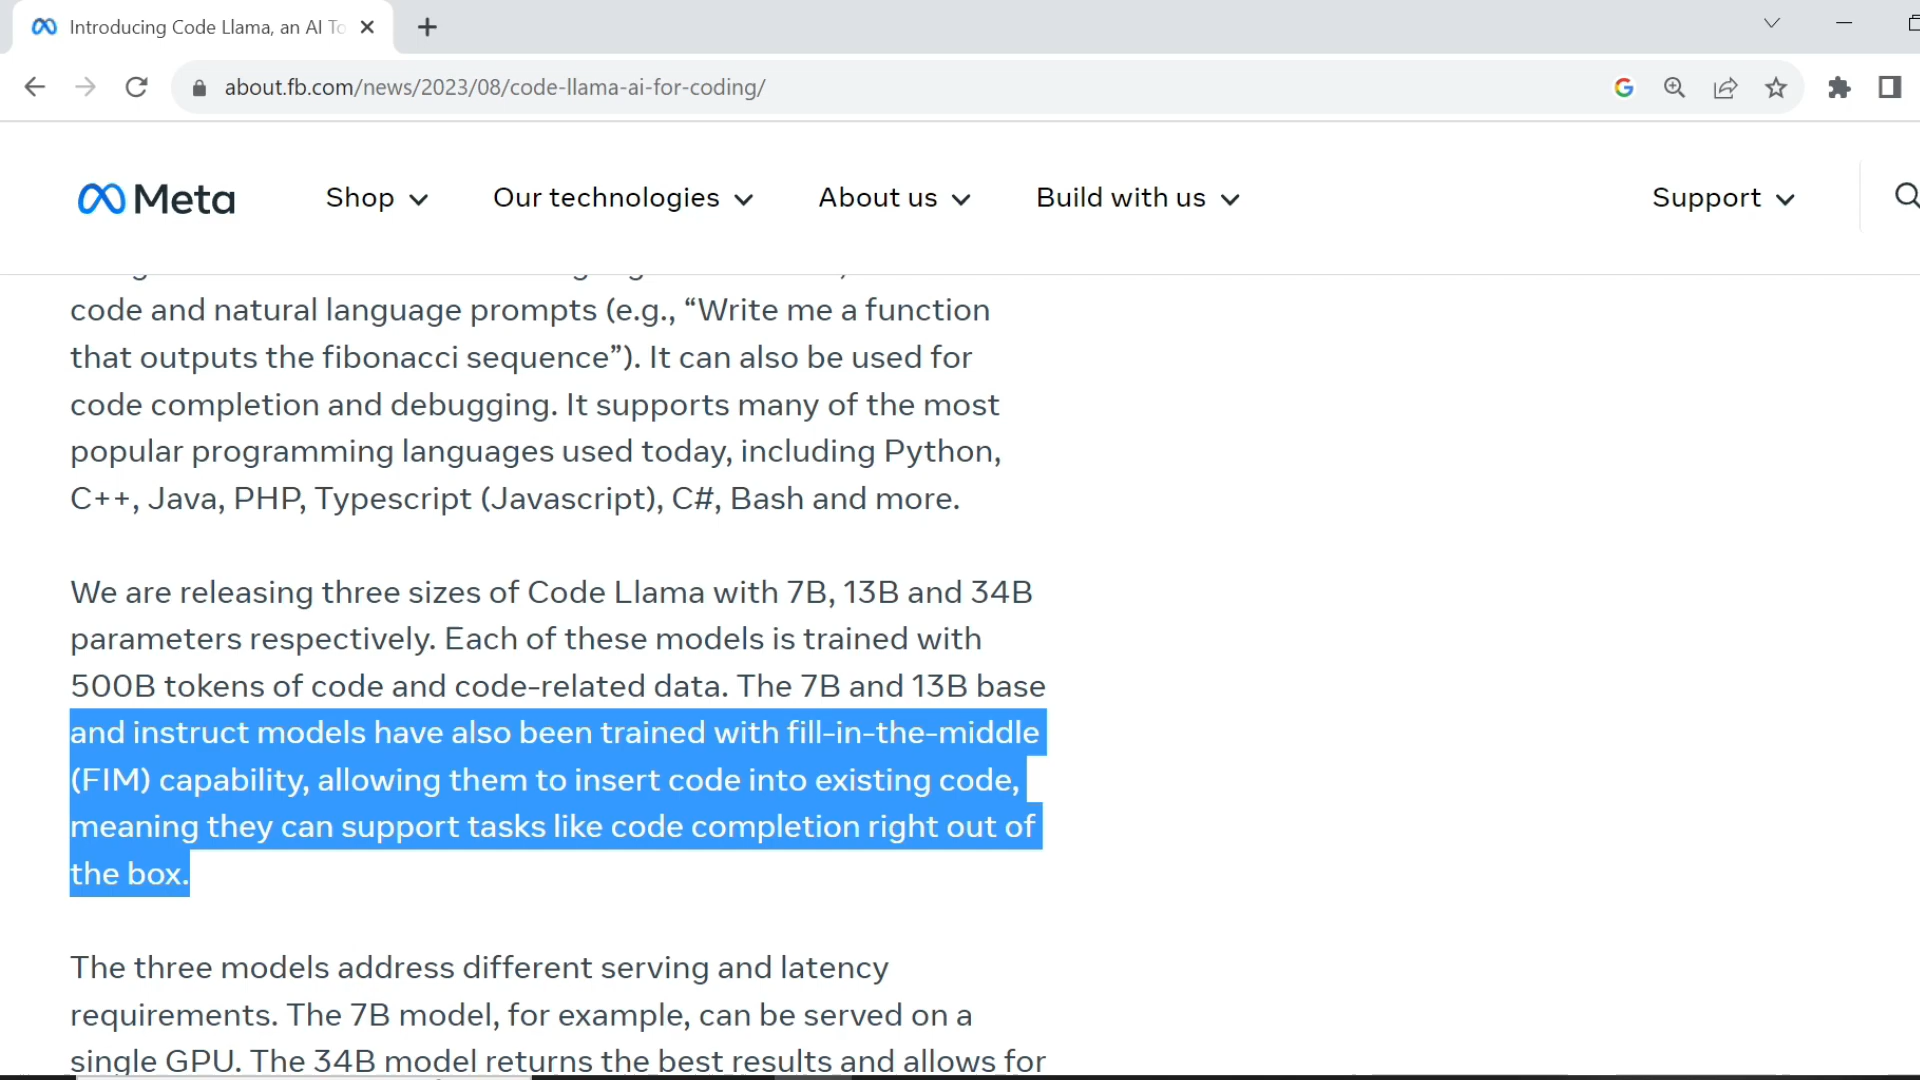 Introducing Code Llama, an AI To
about.fb.com/news/2023/08/code-llama-ai-for-coding/
Meta
Shop
Our technologies
About us
Build with us
Support
code and natural language prompts (e.g., “Write me a function
that outputs the fibonacci sequence”). It can also be used for
code completion and debugging. It supports many of the most
popular programming languages used today, including Python,
C++, Java, PHP, Typescript (Javascript), C#, Bash and more.
We are releasing three sizes of Code Llama with 7B, 13B and 34B
parameters respectively. Each of these models is trained with
500B tokens of code and code-related data. The 7B and 13B base
and instruct models have also been trained with fill-in-the-middle
(FIM) capability, allowing them to insert code into existing code,
meaning they can support tasks like code completion right out of
the box.
The three models address different serving and latency
requirements. The 7B model, for example, can be served on a
single GPU. The 34B model returns the best results and allows for